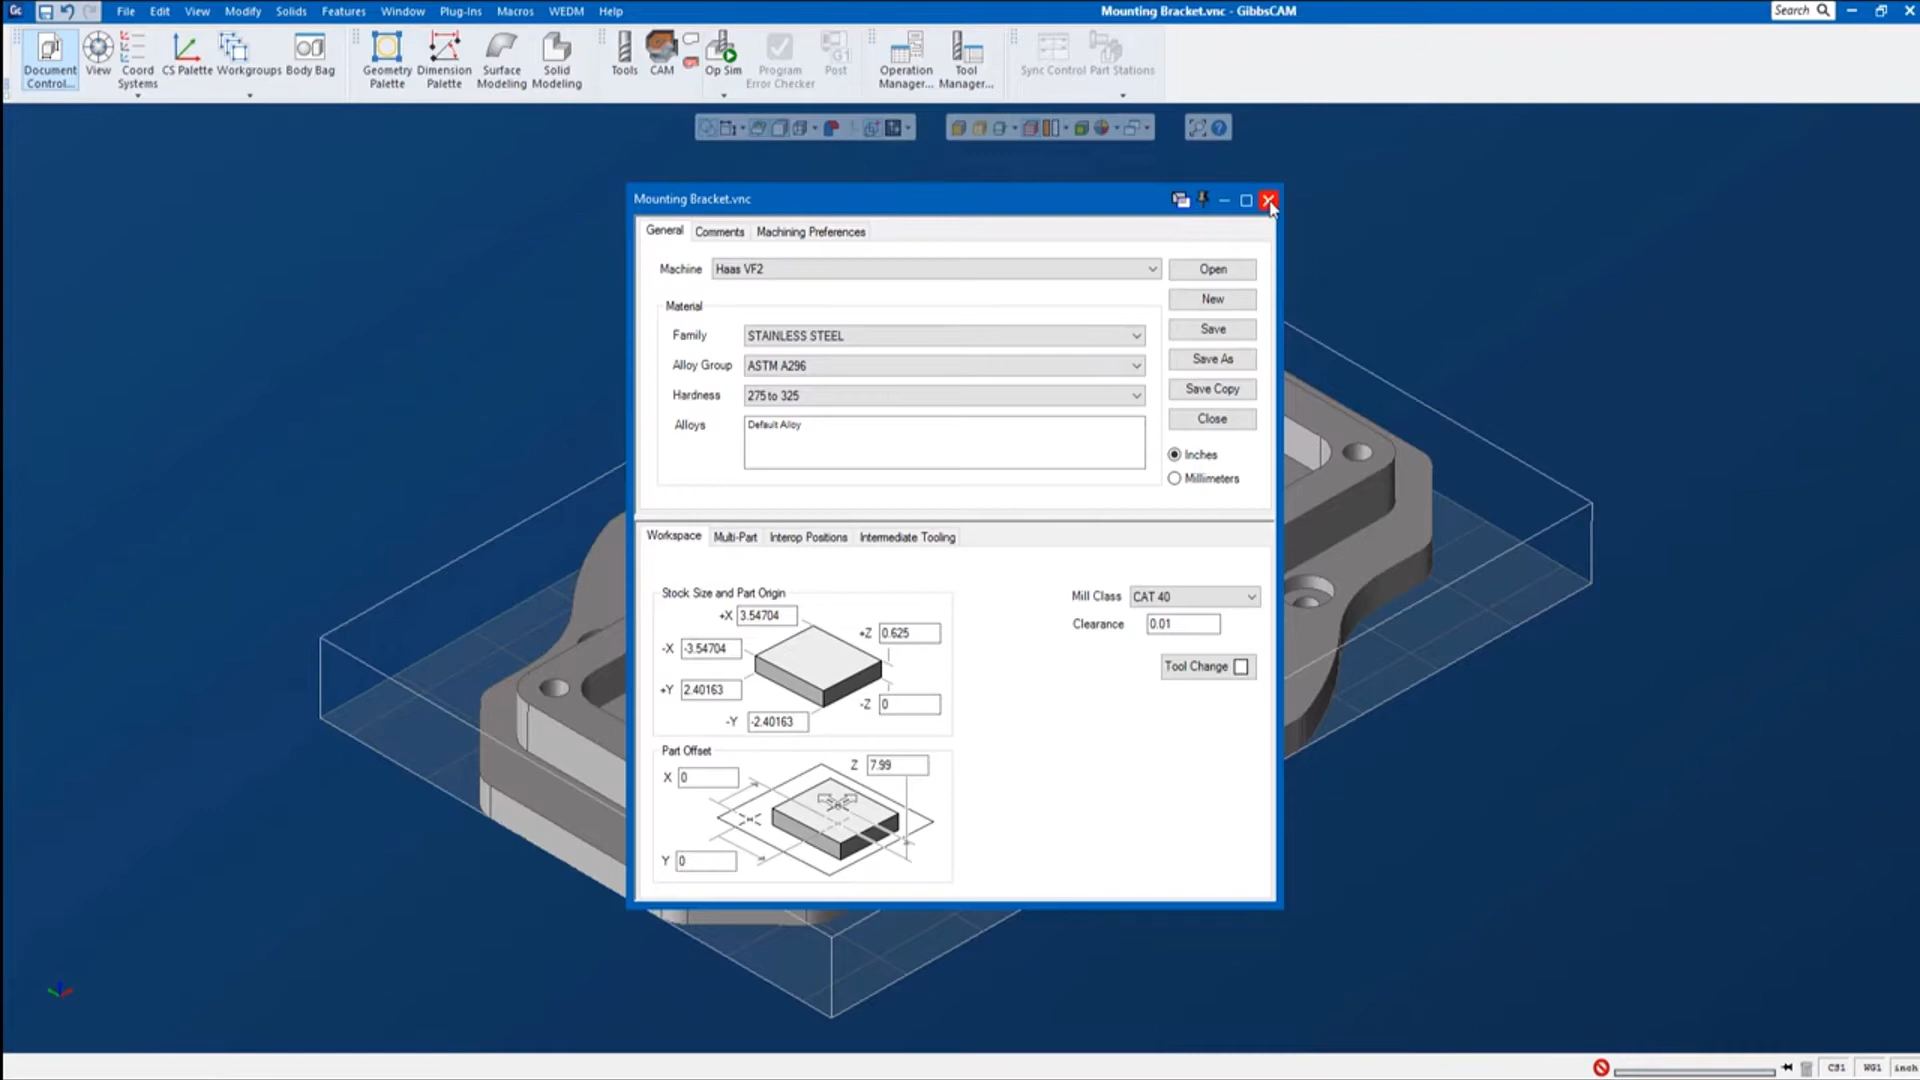 Gc File Edit View Modify Solids Features Window Plug-Ins Macros WEDM Help Mounting Bracket.vnc - GibbsCAM Search
Document Control... View Coord Systems CS Palette Workgroups Body Bag Geometry Palette Dimension Palette Surface Modeling Solid Modeling Tools CAM Op Sim Program Error Checker Post Operation Manager... Tool Manager... Sync Control Part Stations
Mounting Bracket.vnc
General Comments Machining Preferences
Machine Haas VF2 Open
New
Material
Family STAINLESS STEEL Save
Alloy Group ASTM A296 Save As
Hardness 275 to 325 Save Copy
Alloys Default Alloy Close
Inches
Millimeters
Workspace Multi-Part Interop Positions Intermediate Tooling
Stock Size and Part Origin Mill Class CAT 40
+X 3.54704
Clearance 0.01
+Z 0.625
-X -3.54704
Tool Change
+Y 2.40163
-Z 0
-Y -2.40163
Part Offset
Z 7.99
X 0
Y 0
CS1 WG1 inch